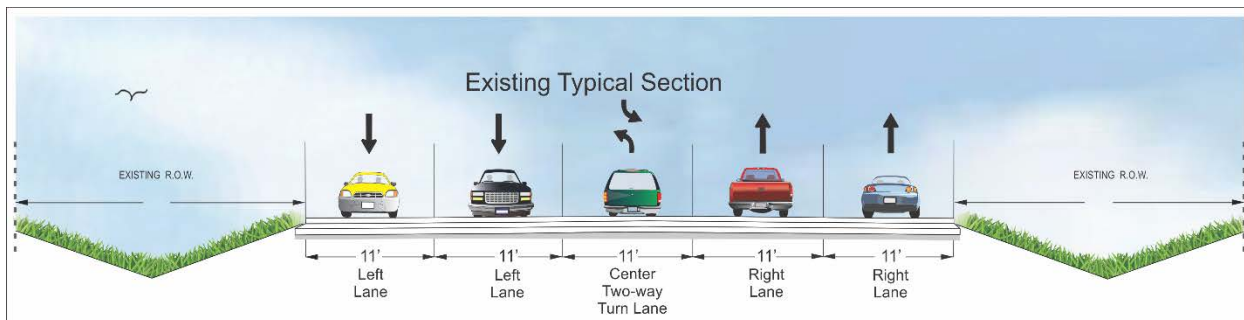 Existing Typical Section
EXISTING R.O.W.
EXISTING R.O.W.
11'
11'
11'
11'
11'
Left
Lane
Left
Lane
Center
Two-way
Turn Lane
Right
Lane
Right
Lane